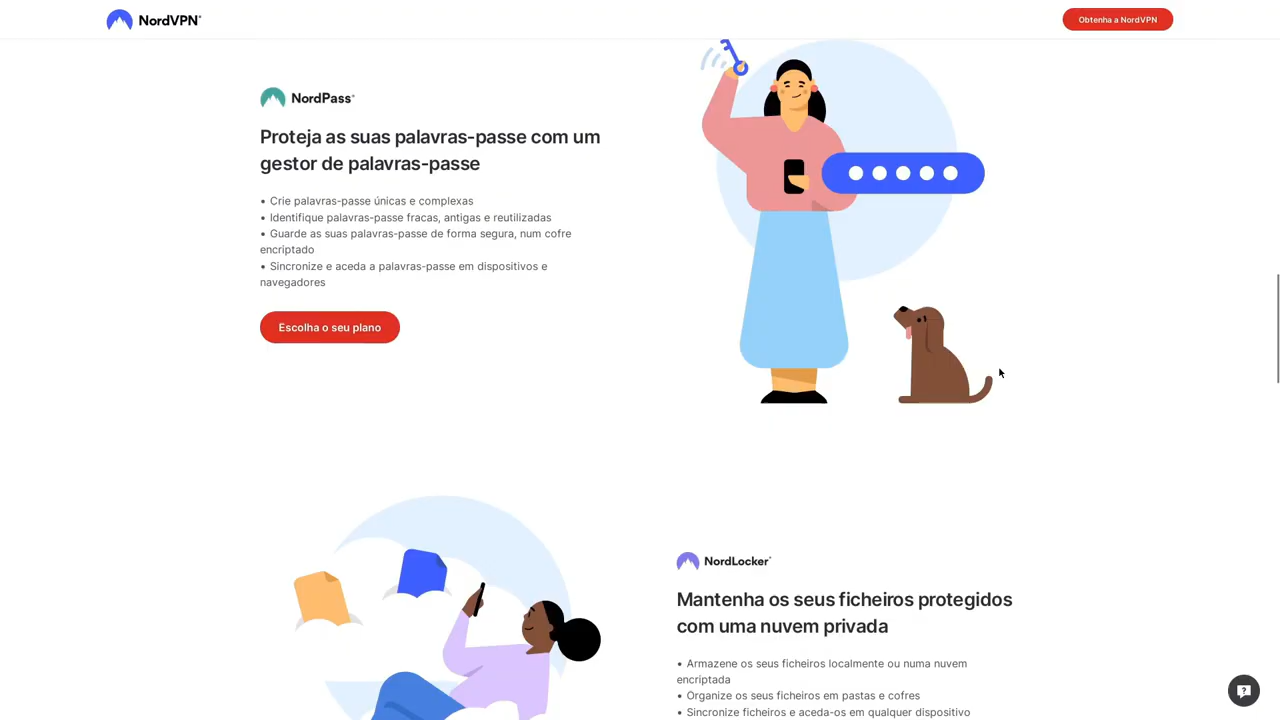 NordVPN®
Obtenha a NordVPN
NordPass®
Proteja as suas palavras-passe com um
gestor de palavras-passe
• Crie palavras-passe únicas e complexas
• Identifique palavras-passe fracas, antigas e reutilizadas
• Guarde as suas palavras-passe de forma segura, num cofre
encriptado
• Sincronize e aceda a palavras-passe em dispositivos e
navegadores
Escolha o seu plano
NordLocker®
Mantenha os seus ficheiros protegidos
com uma nuvem privada
• Armazene os seus ficheiros localmente ou numa nuvem
encriptada
• Organize os seus ficheiros em pastas e cofres
• Sincronize ficheiros e aceda-os em qualquer dispositivo